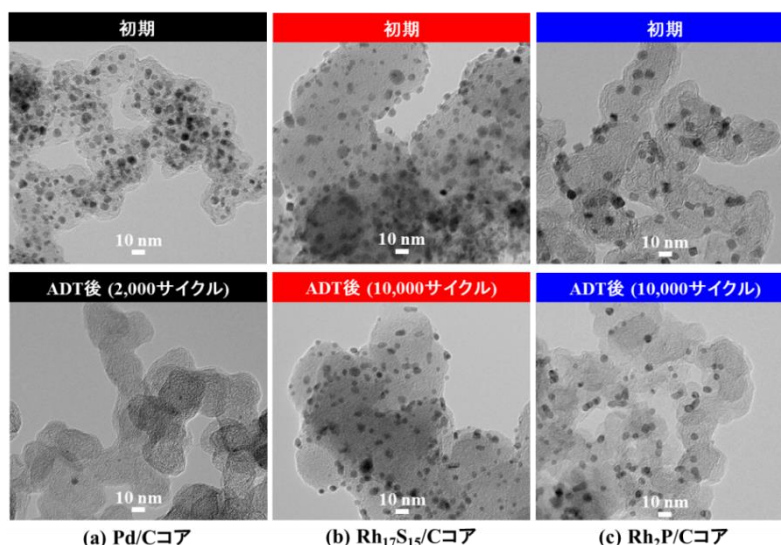 初期
初期
初期
10 nm
10 nm
10 nm
ADT後 (2,000サイクル)
ADT後 (10,000サイクル)
ADT後 (10,000サイクル)
10 nm
10 nm
10 nm
(a) Pd/Cコア
(b) Rh₁₇S₁₅/Cコア
(c) Rh₂P/Cコア